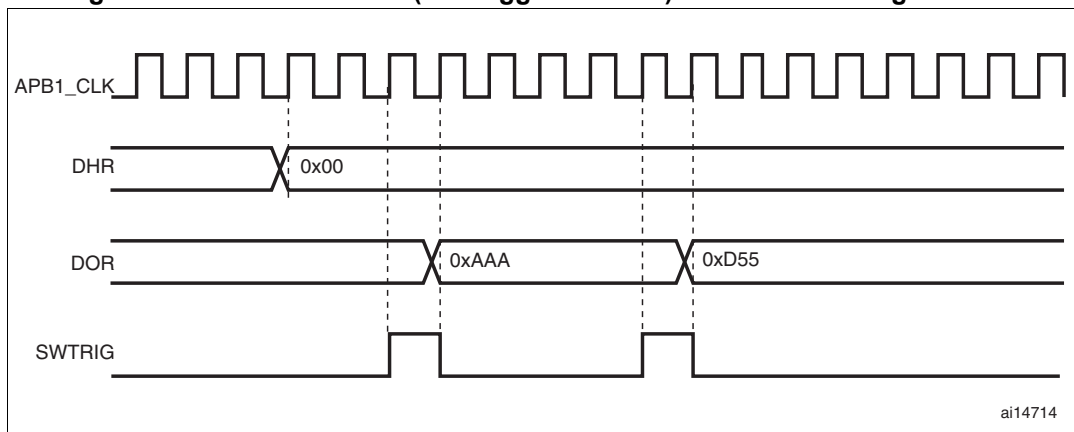 APB1_CLK
DHR
0x00
DOR
0xAAA
0xD55
SWTRIG
ai14714